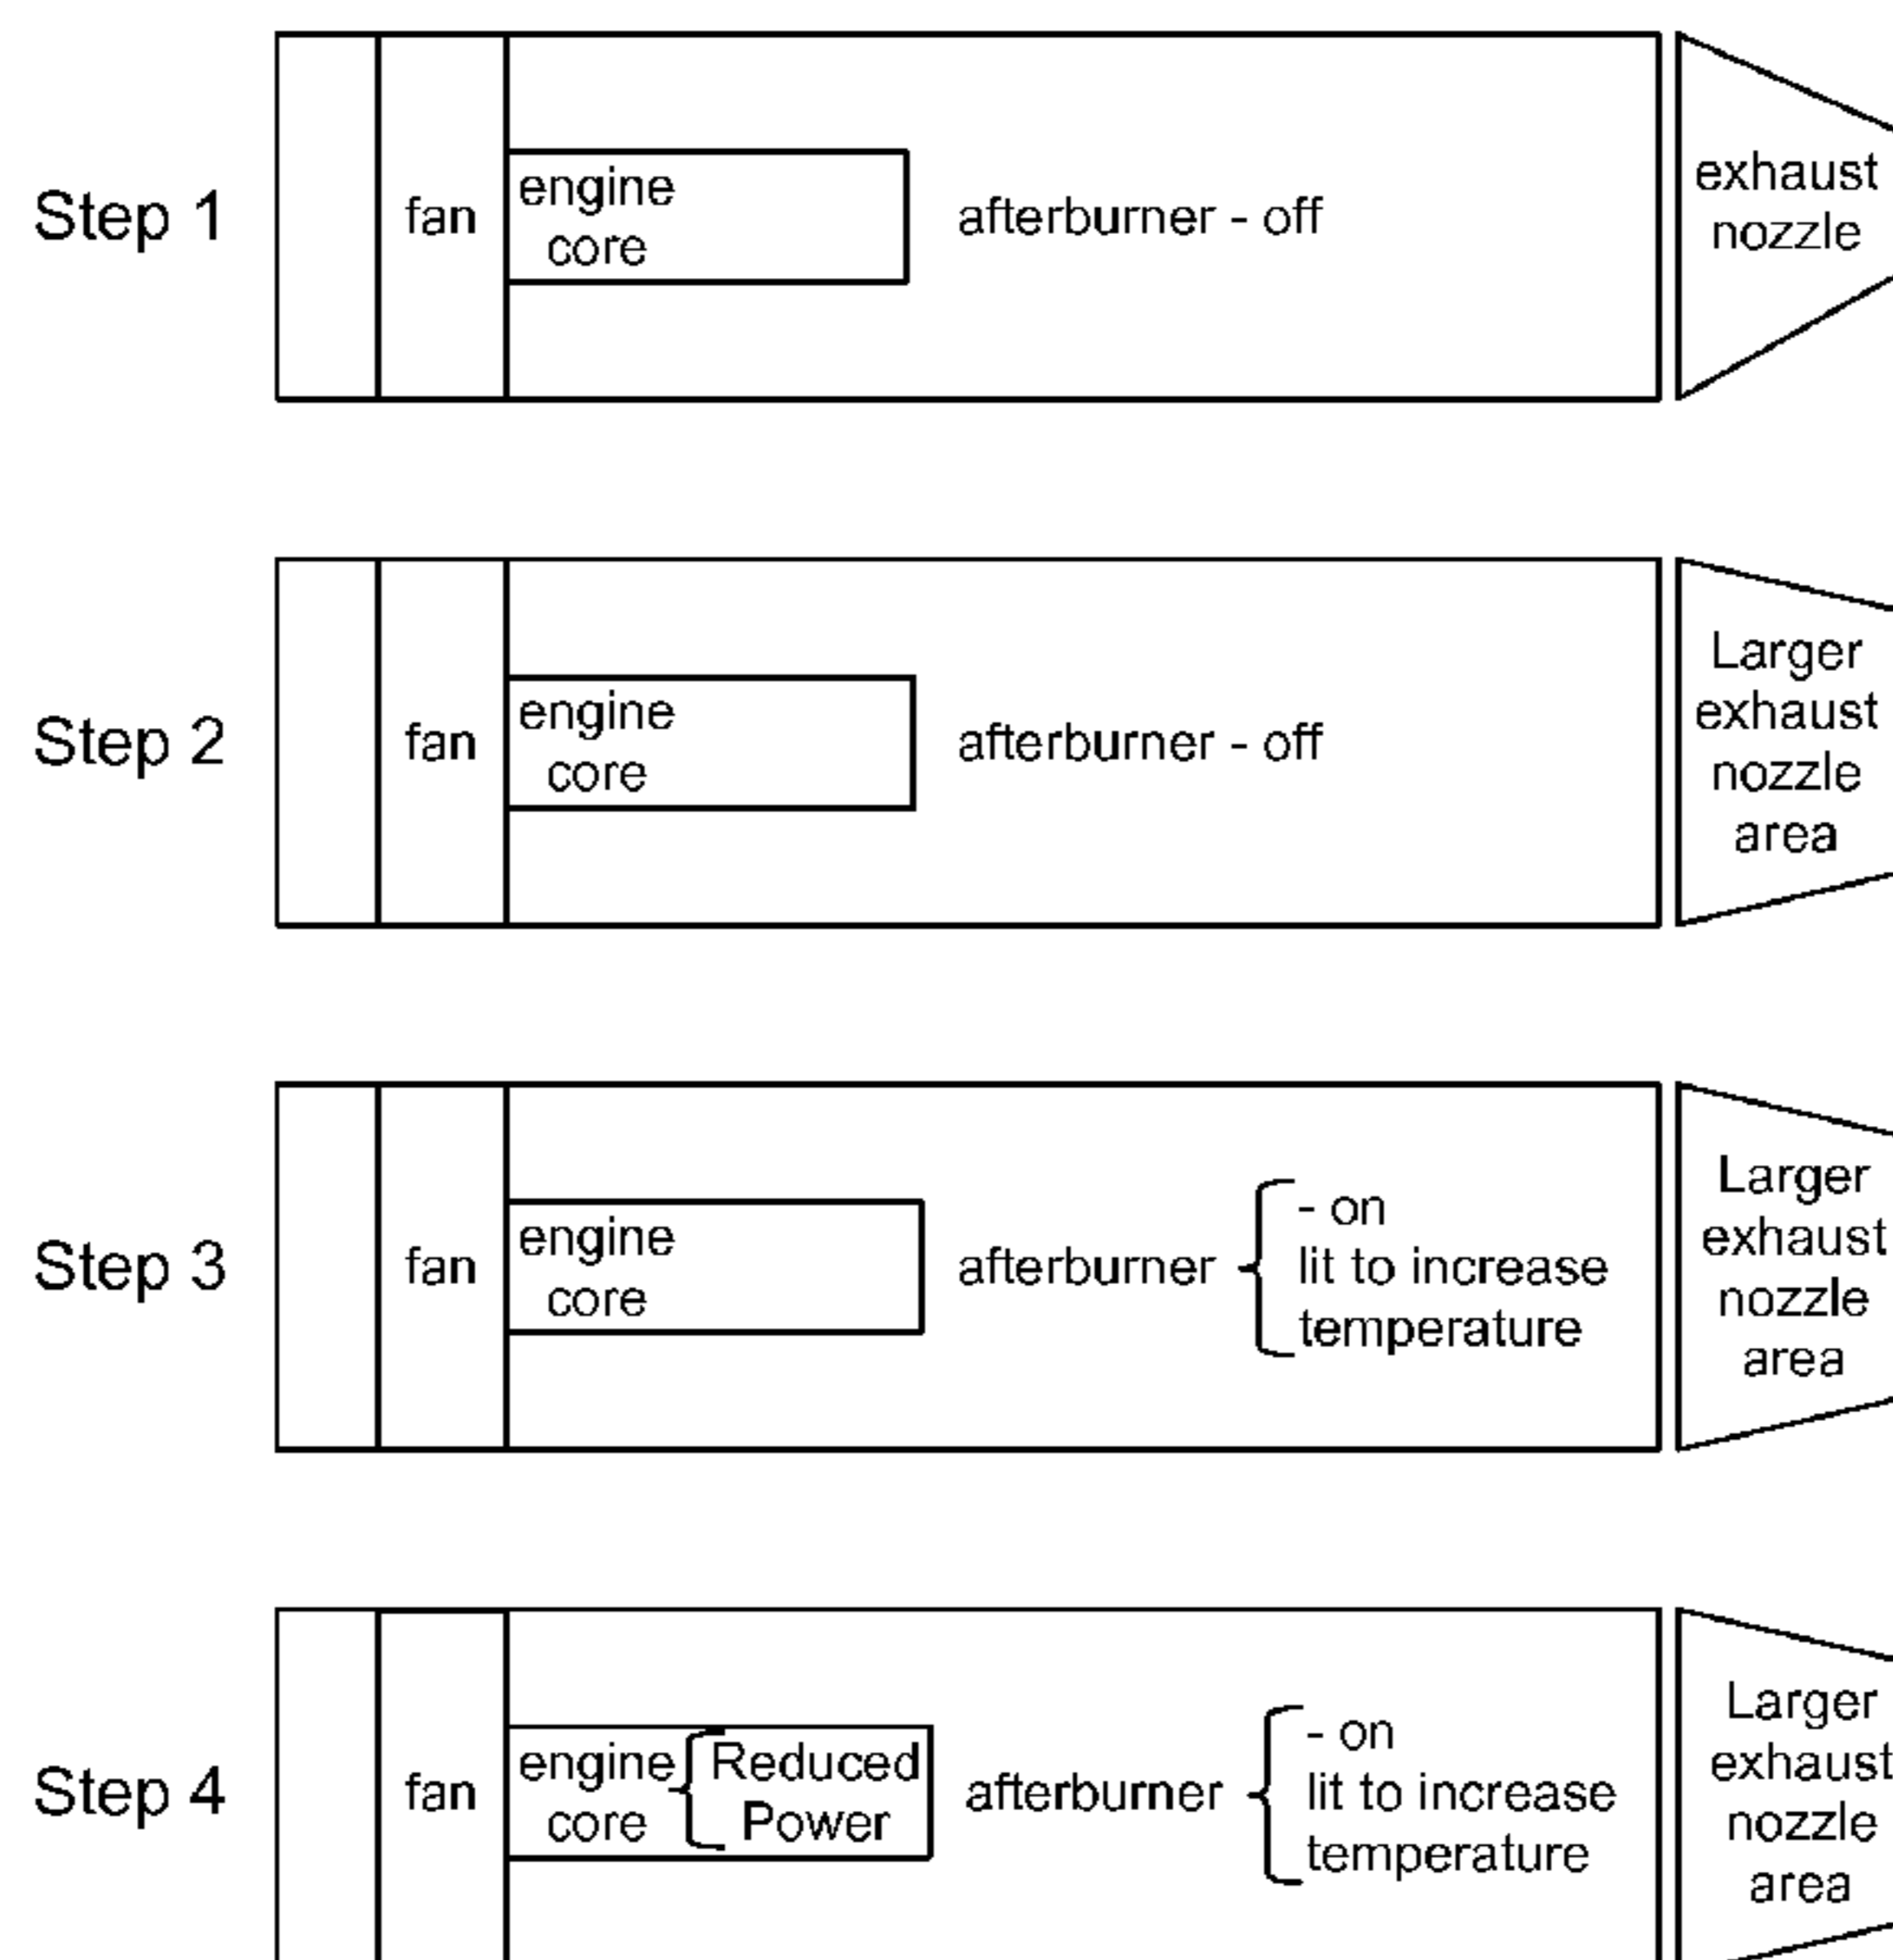 Step 1
fan
engine
core
afterburner - off
exhaust
nozzle
Step 2
fan
engine
core
afterburner - off
Larger
exhaust
nozzle
area
Step 3
fan
engine
core
afterburner
- on
lit to increase
temperature
Larger
exhaust
nozzle
area
Step 4
fan
engine
core
Reduced
Power
afterburner
- on
lit to increase
temperature
Larger
exhaust
nozzle
area